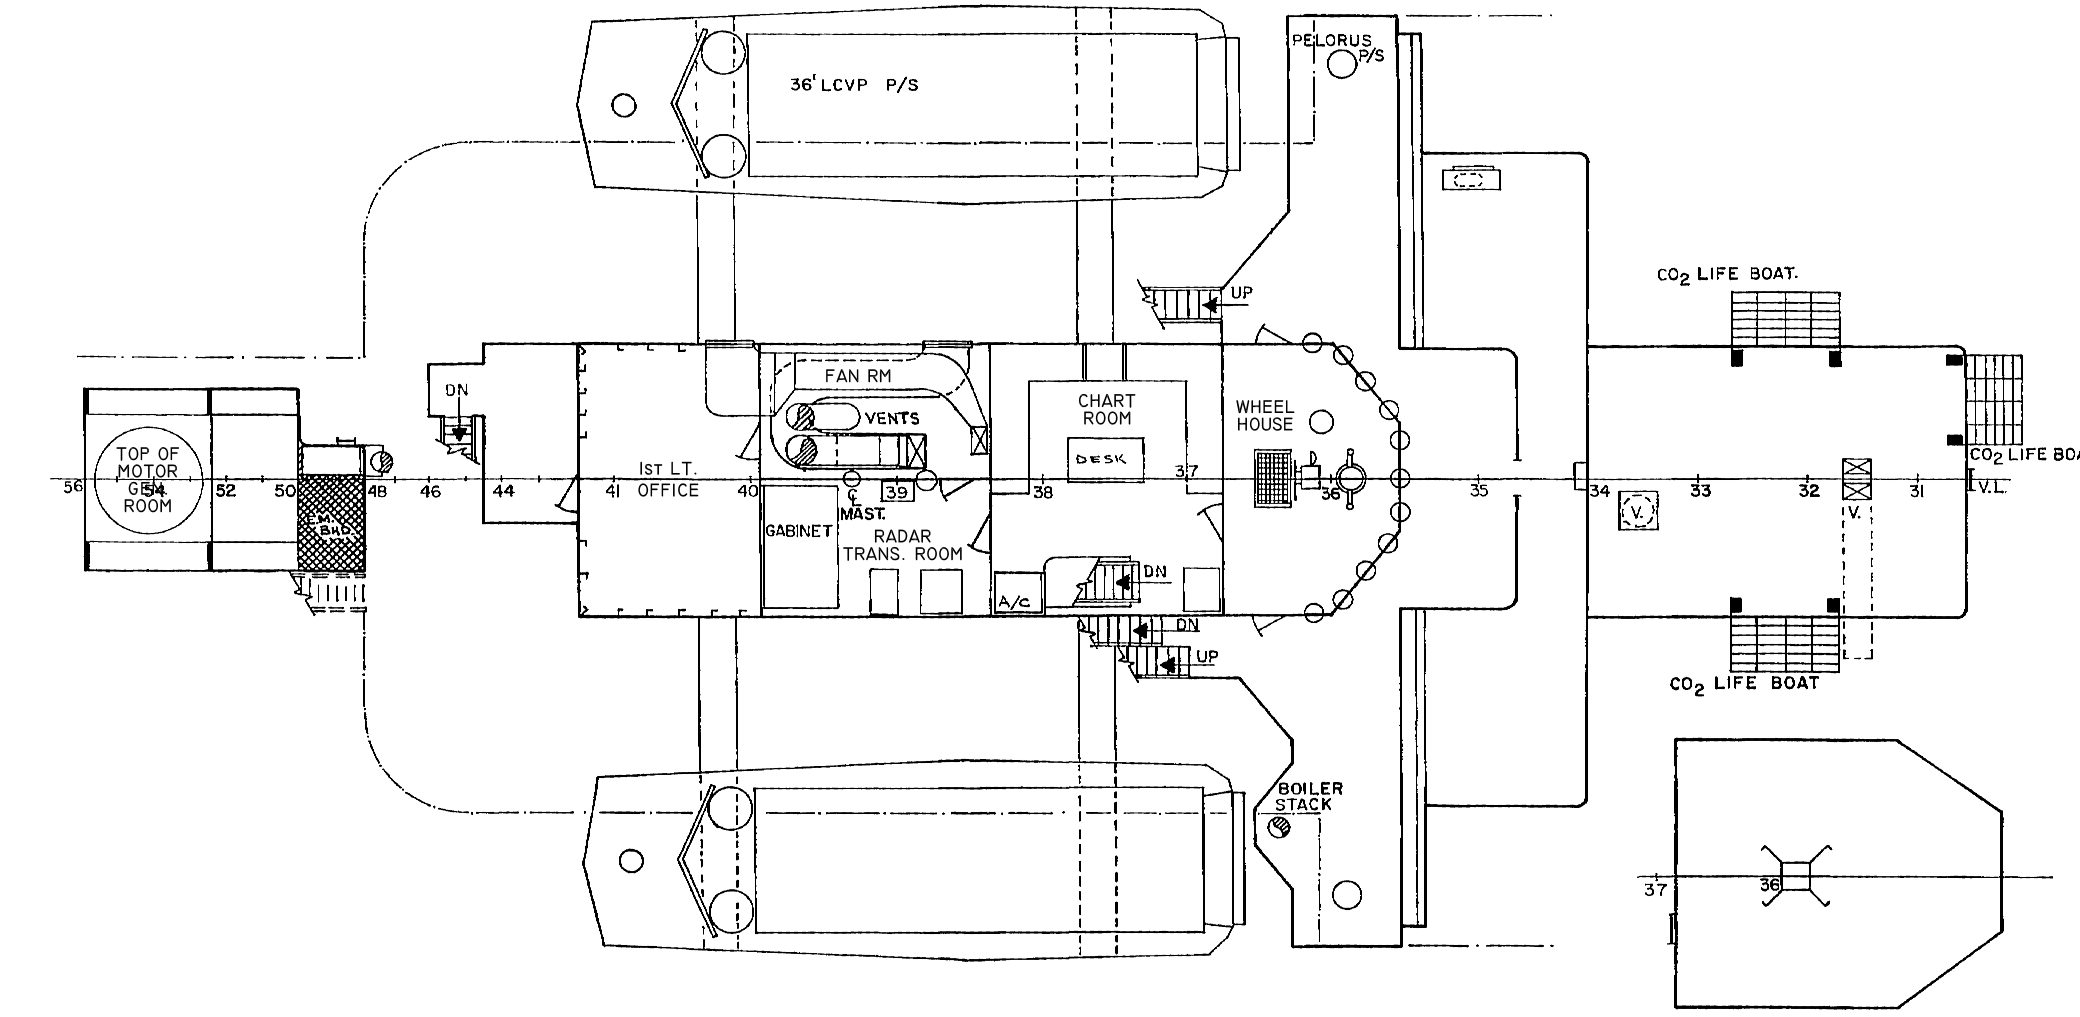 PELORUS
P/S
36' LCVP P/S
CO2 LIFE BOAT.
UP
DN
FAN RM
VENTS
CHART
ROOM
WHEEL
HOUSE
DESK
TOP OF
MOTOR
GEN
ROOM
1ST LT.
OFFICE
CO2 LIFE BOA
56 54 52 50 48 46 44 41 40 39 38 37 36 35 34 33 32 31
V.L.
E.M.
BHD.
℄
MAST.
GABINET
RADAR
TRANS. ROOM
V.
V.
A/C
DN
DN
UP
CO2 LIFE BOAT
BOILER
STACK
37 36